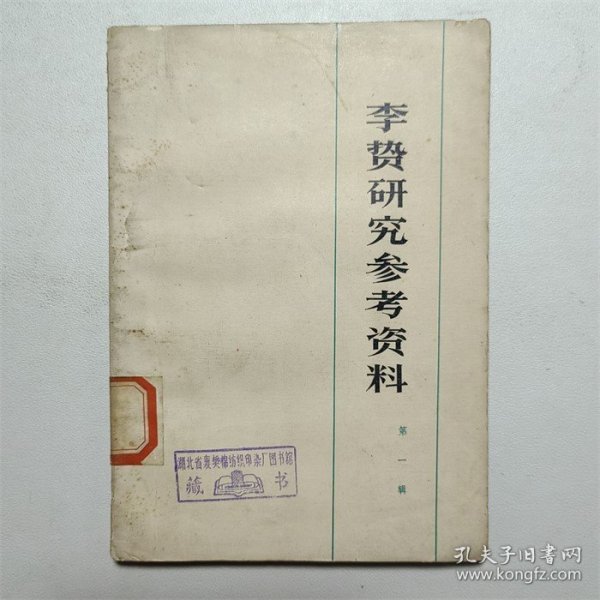 李贽研究参考资料
第一辑
湖北省襄樊棉纺织印染厂图书馆
藏书
孔夫子旧书网
www.kongfz.com